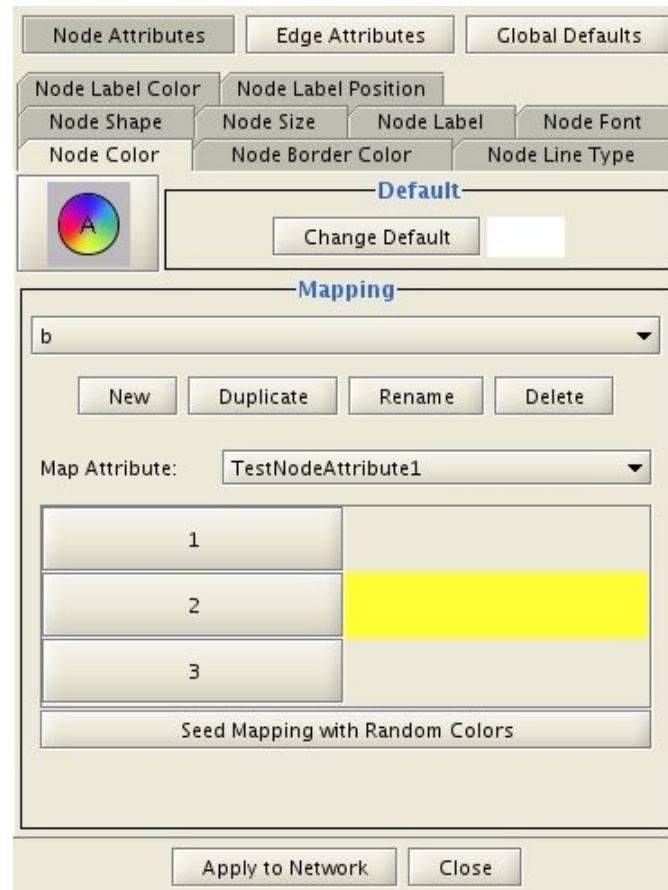 Node Attributes Edge Attributes Global Defaults
Node Label Color Node Label Position
Node Shape Node Size Node Label Node Font
Node Color Node Border Color Node Line Type
A
Default
Change Default
Mapping
b
New Duplicate Rename Delete
Map Attribute: TestNodeAttribute1
1
2
3
Seed Mapping with Random Colors
Apply to Network Close